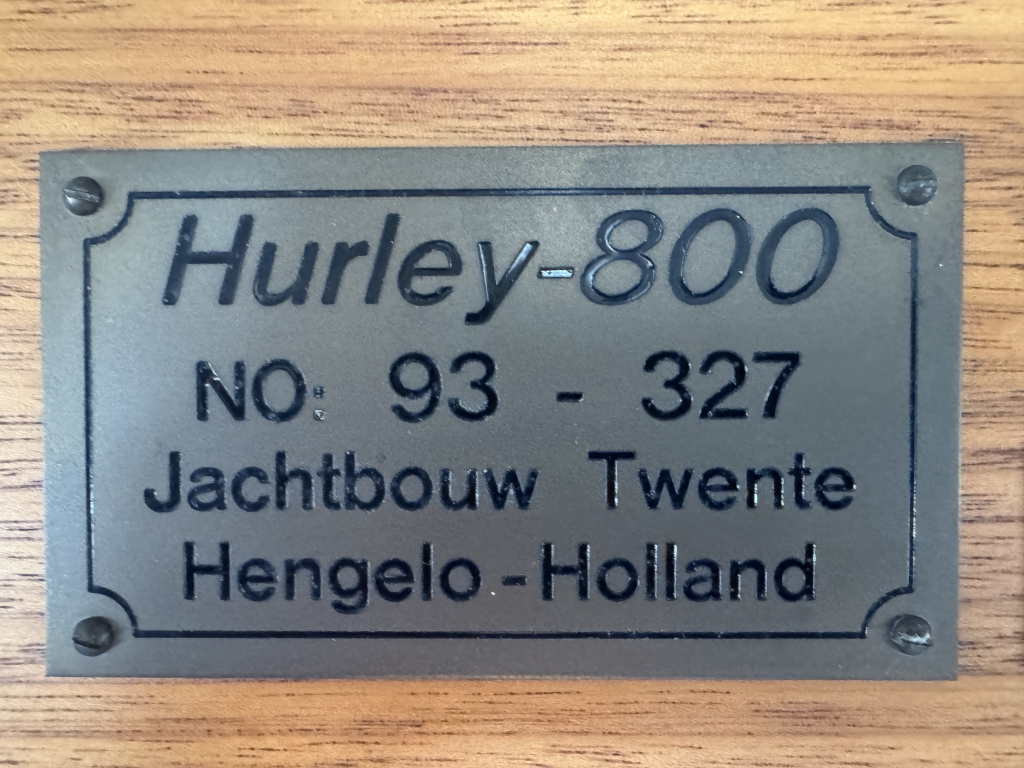 Hurley-800
NO: 93 - 327
Jachtbouw Twente
Hengelo - Holland